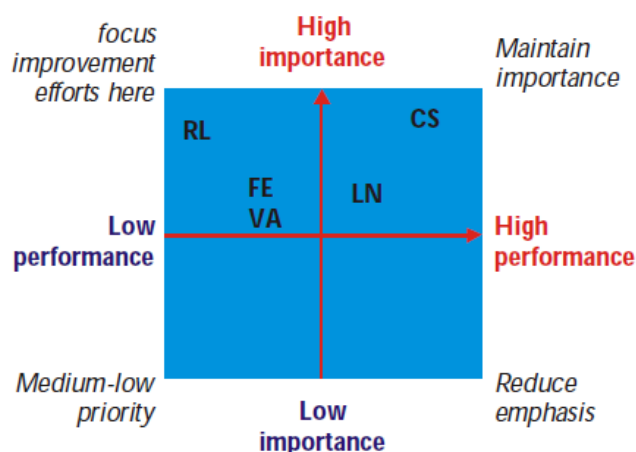 focus
improvement
efforts here
High
importance
Maintain
importance
RL
CS
FE
VA
LN
Low
performance
High
performance
Medium-low
priority
Low
importance
Reduce
emphasis